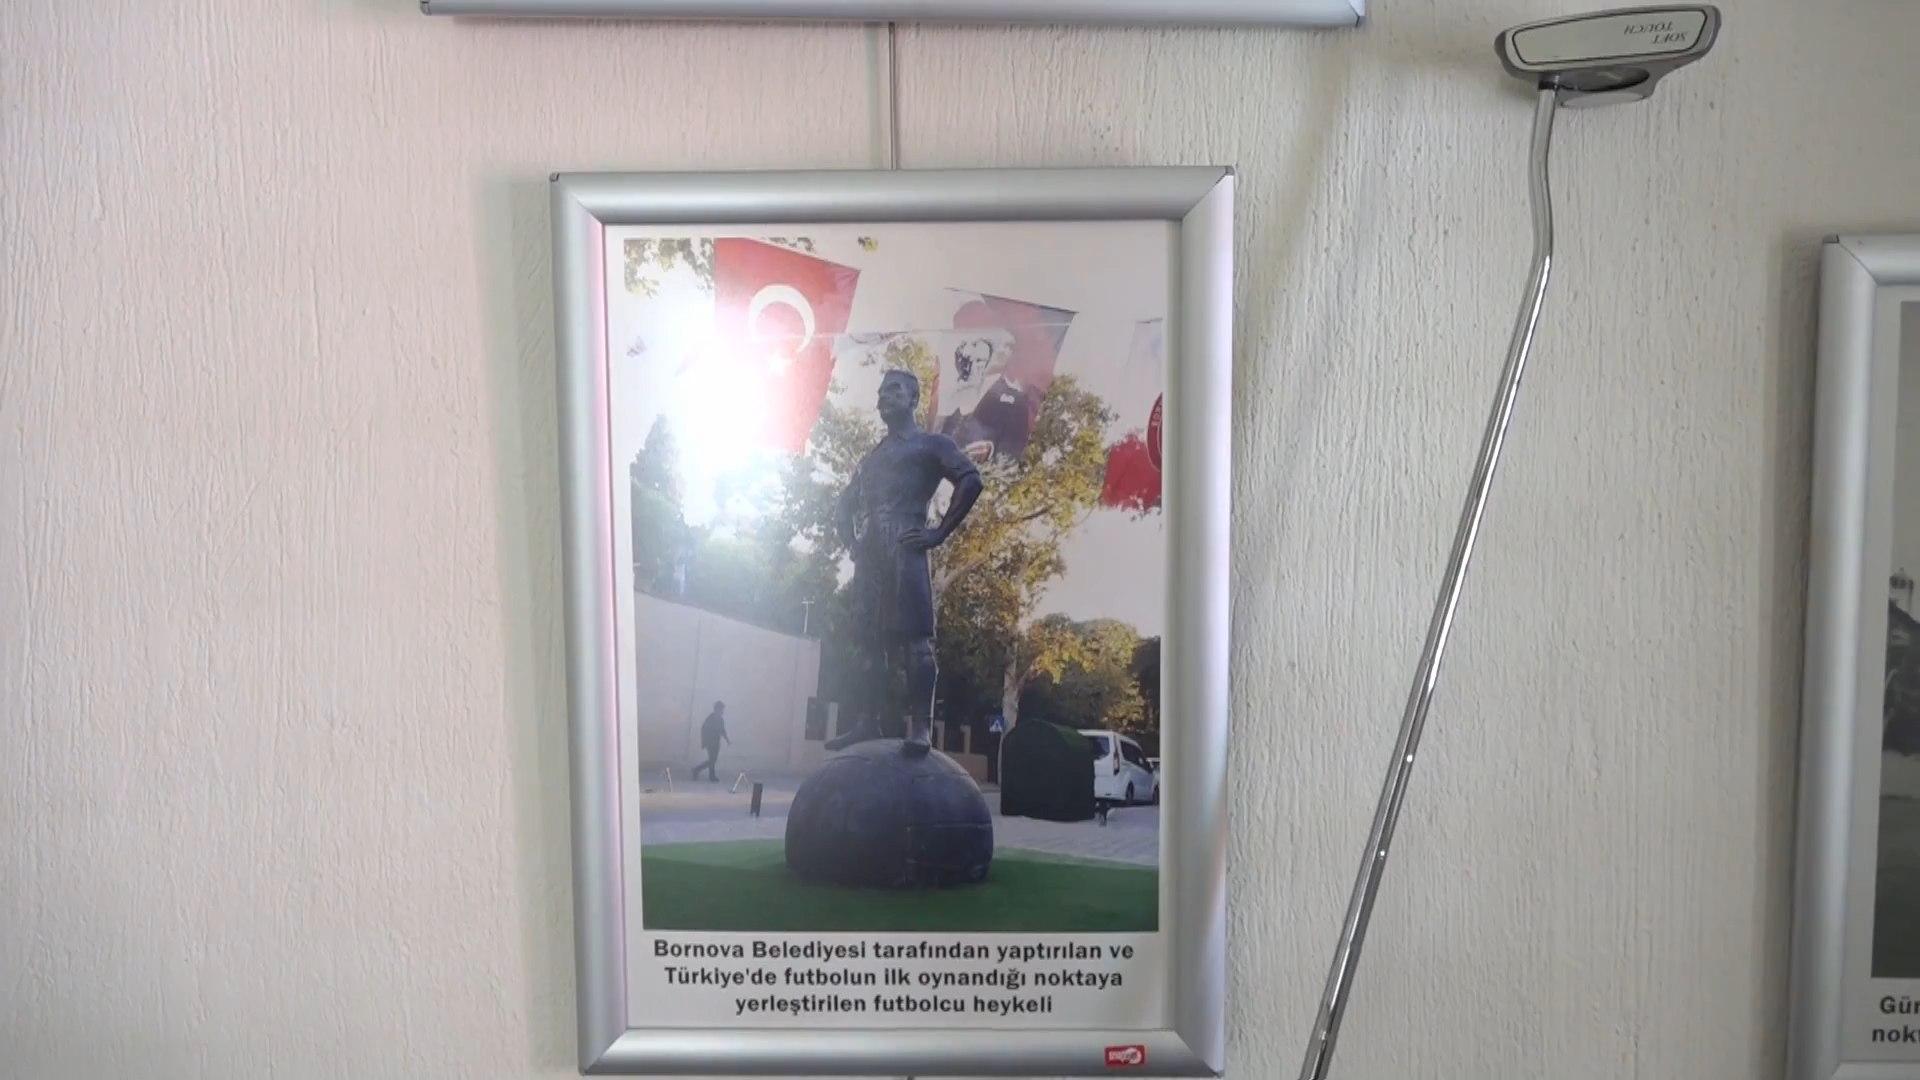 SOFT
TOUCH
Bornova Belediyesi tarafından yaptırılan ve
Türkiye'de futbolun ilk oynandığı noktaya
yerleştirilen futbolcu heykeli